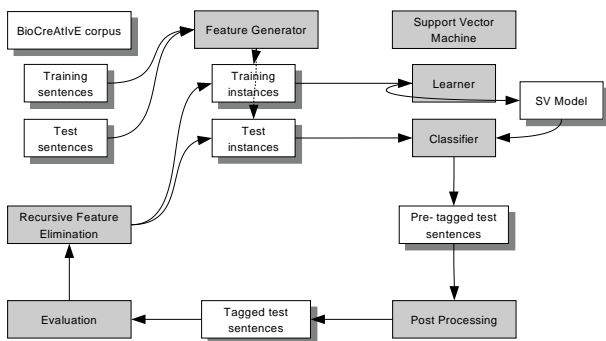 BioCreAtIvE corpus
Feature Generator
Support Vector
Machine
Training
sentences
Training
instances
Learner
SV Model
Test
sentences
Test
instances
Classifier
Recursive Feature
Elimination
Pre- tagged test
sentences
Evaluation
Tagged test
sentences
Post Processing